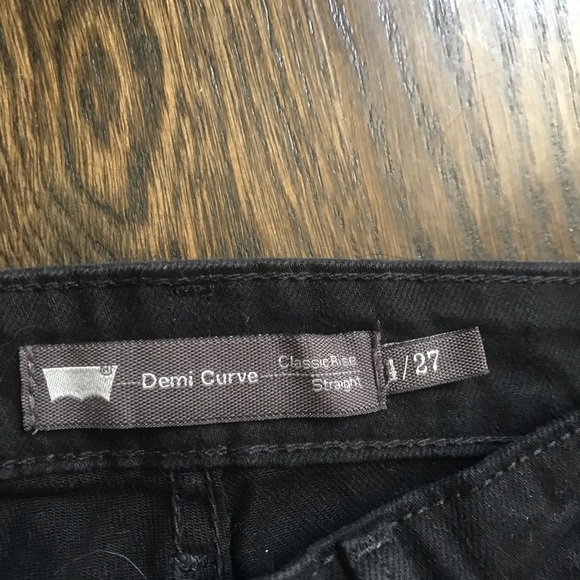 Demi Curve
Classic Rise
Straight
1/27